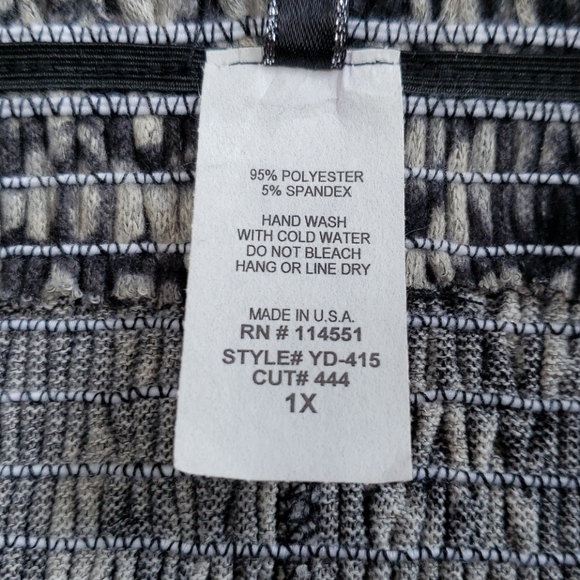 95% POLYESTER
5% SPANDEX
HAND WASH
WITH COLD WATER
DO NOT BLEACH
HANG OR LINE DRY
MADE IN U.S.A.
RN # 114551
STYLE# YD-415
CUT# 444
1X